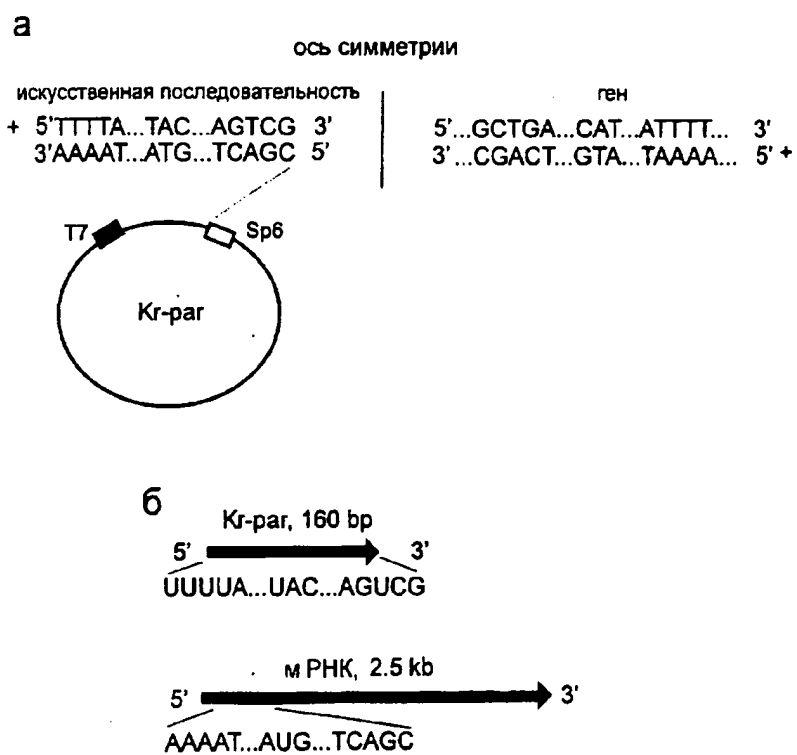 а
ось симметрии
искусственная последовательность
ген
+ 5'TTTTA...TAC...AGTCG 3'
3'AAAAT...ATG...TCAGC 5'
5'...GCTGA...CAT...ATTTT... 3'
3'...CGACT...GTA...TAAAA... 5' +
T7
Sp6
Kr-par
б
Kr-par, 160 bp
5' 3'
UUUUA...UAC...AGUCG
мРНК, 2.5 kb
5' 3'
AAAAT...AUG...TCAGC